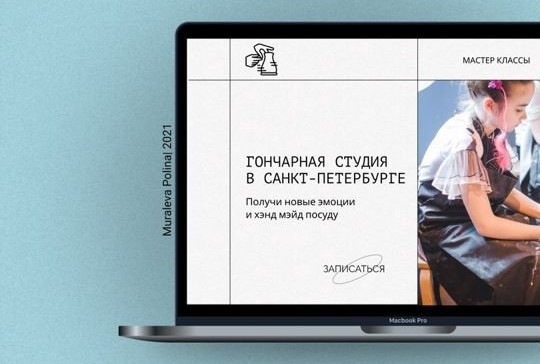 МАСТЕР КЛАССЫ
ГОНЧАРНАЯ СТУДИЯ
В САНКТ-ПЕТЕРБУРГЕ
Получи новые эмоции
и хэнд мэйд посуду
ЗАПИСАТЬСЯ
Muraleva Polina| 2021
Macbook Pro